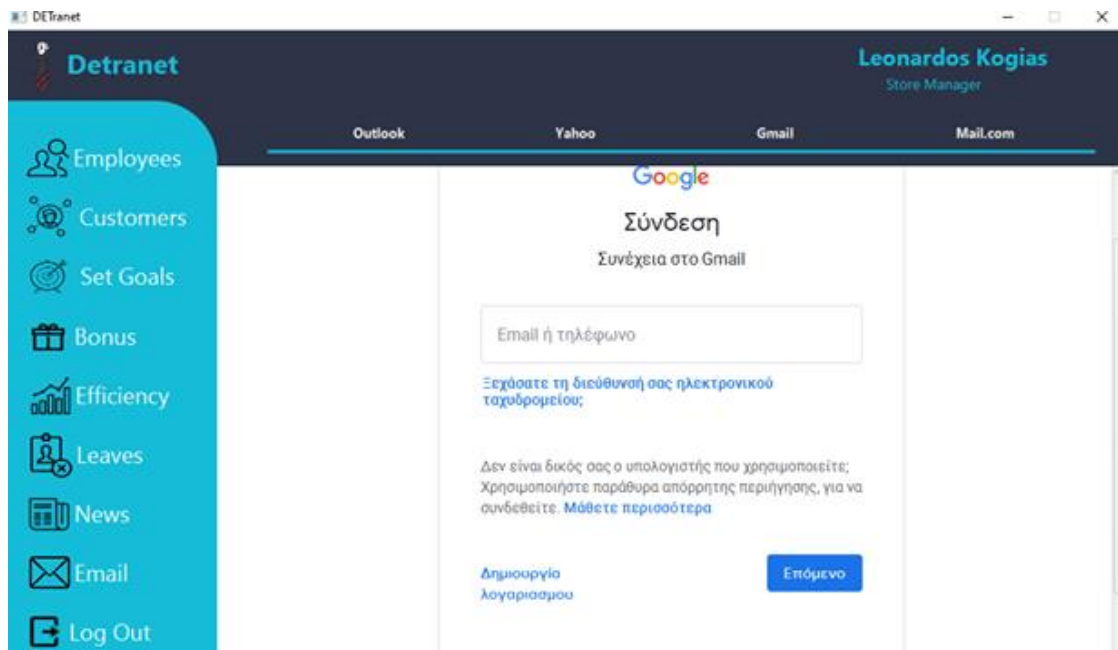 DETranet
Detranet
Leonardos Kogias
Store Manager
Outlook Yahoo Gmail Mail.com
Employees
Customers
Set Goals
Bonus
Efficiency
Leaves
News
Email
Log Out
Google
Σύνδεση
Συνέχεια στο Gmail
Email ή τηλέφωνο
Ξεχάσατε τη διεύθυνσή σας ηλεκτρονικού
ταχυδρομείου;
Δεν είναι δικός σας ο υπολογιστής που χρησιμοποιείτε;
Χρησιμοποιήστε παράθυρα απόρρητης περιήγησης, για να
συνδεθείτε. Μάθετε περισσότερα
Δημιουργία
λογαριασμου
Επόμενο